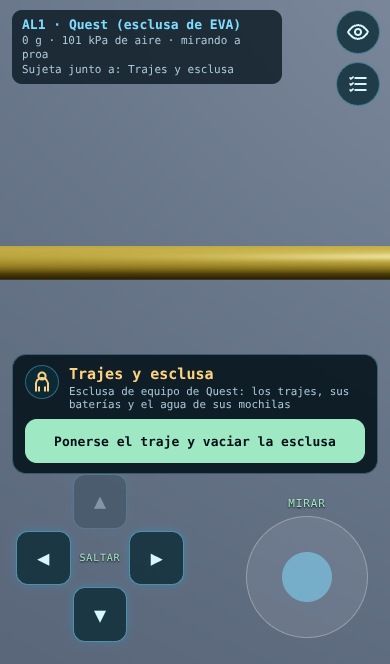 AL1 · Quest (esclusa de EVA)
0 g · 101 kPa de aire · mirando a
proa
Sujeta junto a: Trajes y esclusa
Trajes y esclusa
Esclusa de equipo de Quest: los trajes, sus
baterías y el agua de sus mochilas
Ponerse el traje y vaciar la esclusa
MIRAR
SALTAR